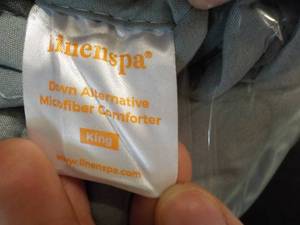 linenspa®
Down Alternative
Microfiber Comforter
King
www.linenspa.com